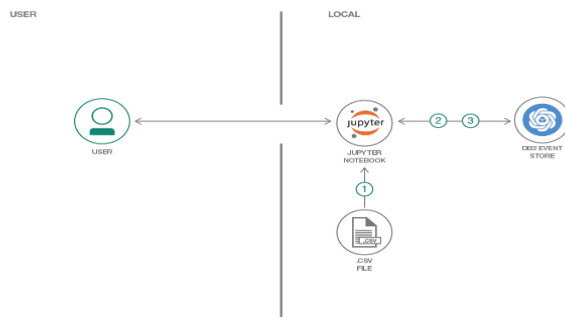 USER
LOCAL
jupyter
2
3
USER
JUPYTER
NOTEBOOK
DB2 EVENT
STORE
1
.CSV
.CSV
FILE